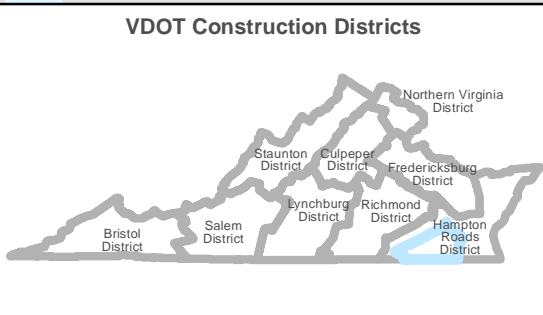 VDOT Construction Districts
Northern Virginia
District
Staunton
District
Culpeper
District
Fredericksburg
District
Lynchburg
District
Richmond
District
Salem
District
Bristol
District
Hampton
Roads
District